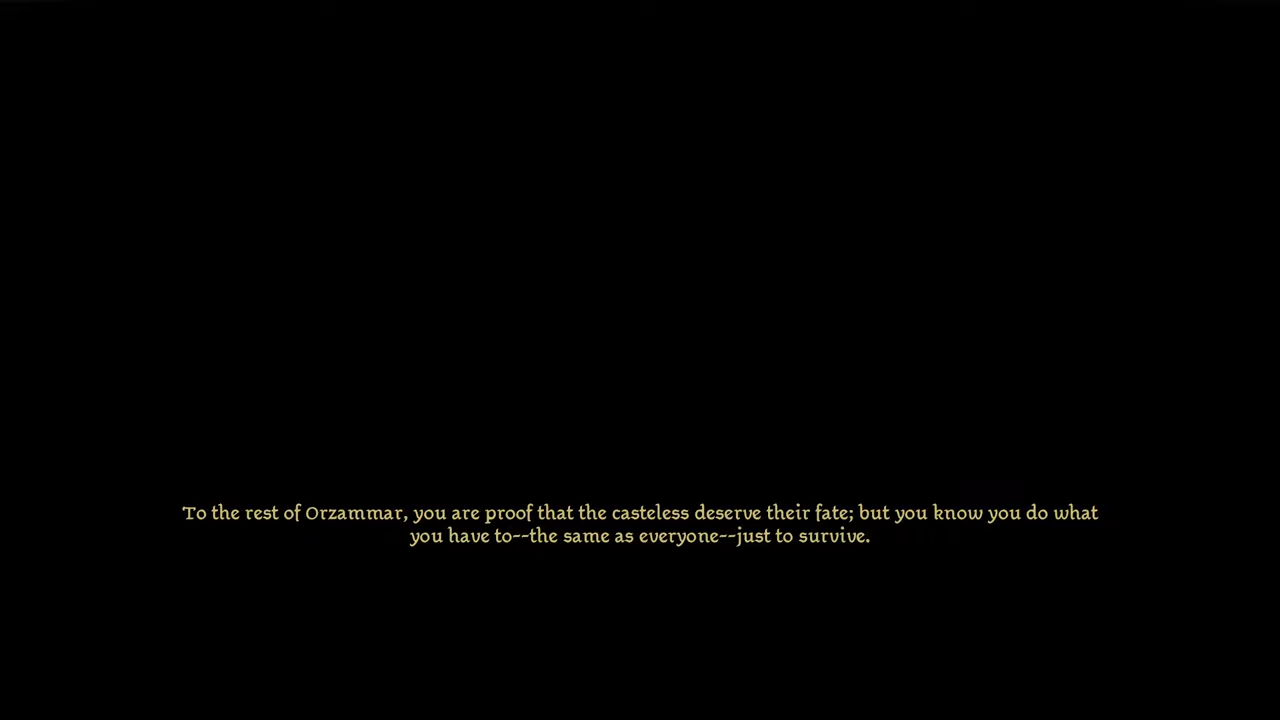 To the rest of Orzammar, you are proof that the casteless deserve their fate; but you know you do what
you have to--the same as everyone--just to survive.